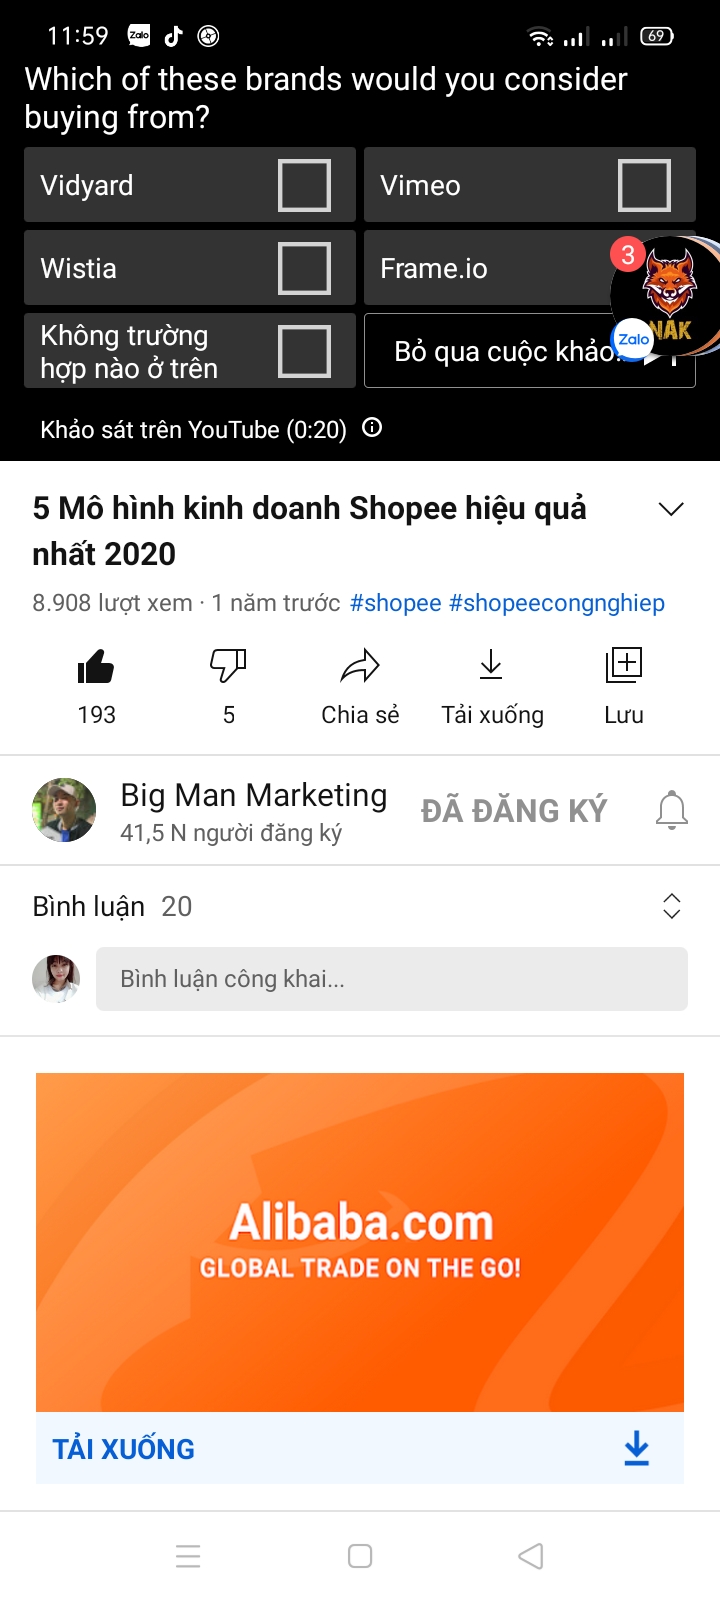 11:59 Zalo 69
Which of these brands would you consider
buying from?
Vidyard
Vimeo
Wistia
Frame.io
3
NAK
Zalo
Không trường
hợp nào ở trên
Bỏ qua cuộc khảo...
Khảo sát trên YouTube (0:20)
5 Mô hình kinh doanh Shopee hiệu quả
nhất 2020
8.908 lượt xem · 1 năm trước #shopee #shopeecongnghiep
193
5
Chia sẻ
Tải xuống
Lưu
Big Man Marketing
41,5 N người đăng ký
ĐÃ ĐĂNG KÝ
Bình luận 20
Bình luận công khai...
Alibaba.com
GLOBAL TRADE ON THE GO!
TẢI XUỐNG